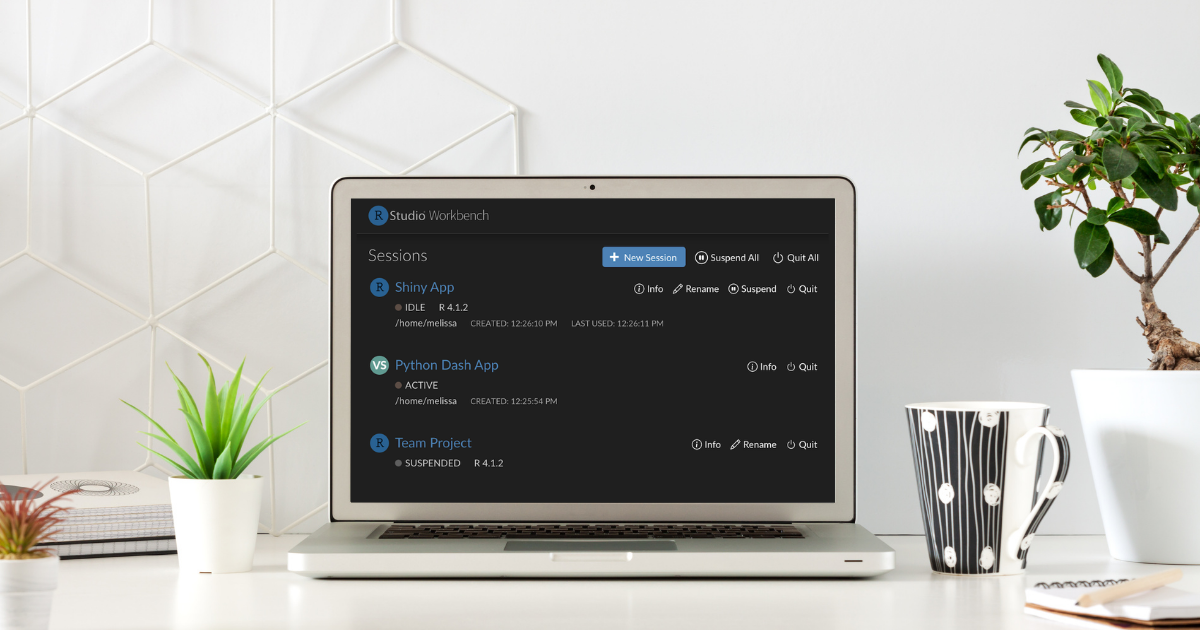 RStudio Workbench
Sessions
New Session Suspend All Quit All
R Shiny App
Info Rename Suspend Quit
IDLE R 4.1.2
/home/melissa CREATED: 12:26:10 PM LAST USED: 12:26:11 PM
VS Python Dash App
Info Quit
ACTIVE
/home/melissa CREATED: 12:25:54 PM
R Team Project
Info Rename Quit
SUSPENDED R 4.1.2